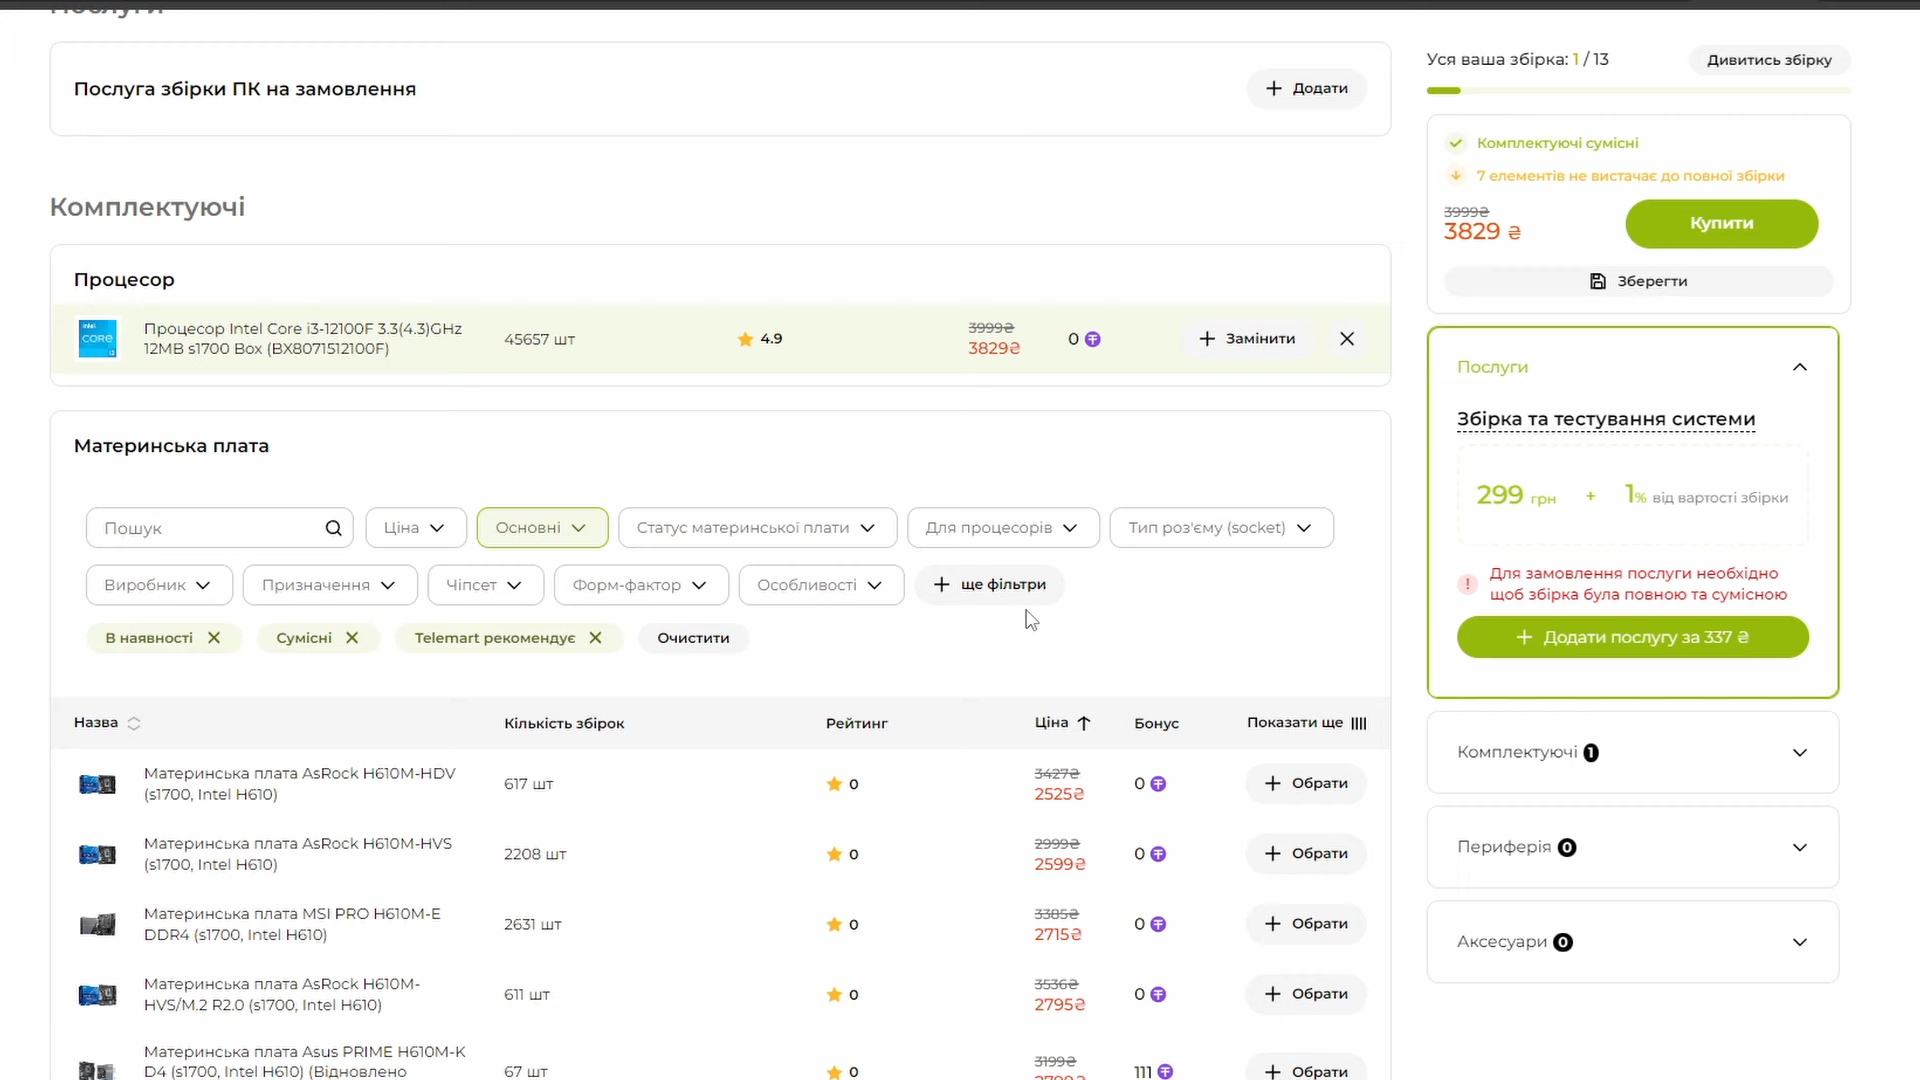 Послуги
Послуга збірки ПК на замовлення
Додати
Комплектуючі
Процесор
Процесор Intel Core i3-12100F 3.3(4.3)GHz
12MB s1700 Box (BX8071512100F)
45657 шт
4.9
3999₴
3829₴
0
Замінити
Материнська плата
Пошук
Ціна
Основні
Статус материнської плати
Для процесорів
Тип роз'єму (socket)
Виробник
Призначення
Чіпсет
Форм-фактор
Особливості
ще фільтри
В наявності
Сумісні
Telemart рекомендує
Очистити
Назва
Кількість збірок
Рейтинг
Ціна
Бонус
Показати ще
Материнська плата AsRock H610M-HDV
(s1700, Intel H610)
617 шт
0
3427₴
2525₴
0
Обрати
Материнська плата AsRock H610M-HVS
(s1700, Intel H610)
2208 шт
0
2999₴
2599₴
0
Обрати
Материнська плата MSI PRO H610M-E
DDR4 (s1700, Intel H610)
2631 шт
0
3385₴
2715₴
0
Обрати
Материнська плата AsRock H610M-
HVS/M.2 R2.0 (s1700, Intel H610)
611 шт
0
3536₴
2795₴
0
Обрати
Материнська плата Asus PRIME H610M-K
D4 (s1700, Intel H610) (Відновлено
67 шт
0
3199₴
111
Обрати
Уся ваша збірка: 1 / 13
Дивитись збірку
Комплектуючі сумісні
7 елементів не вистачає до повної збірки
3999₴
3829 ₴
Купити
Зберегти
Послуги
Збірка та тестування системи
299 грн + 1% від вартості збірки
Для замовлення послуги необхідно
щоб збірка була повною та сумісною
Додати послугу за 337 ₴
Комплектуючі 1
Периферія 0
Аксесуари 0